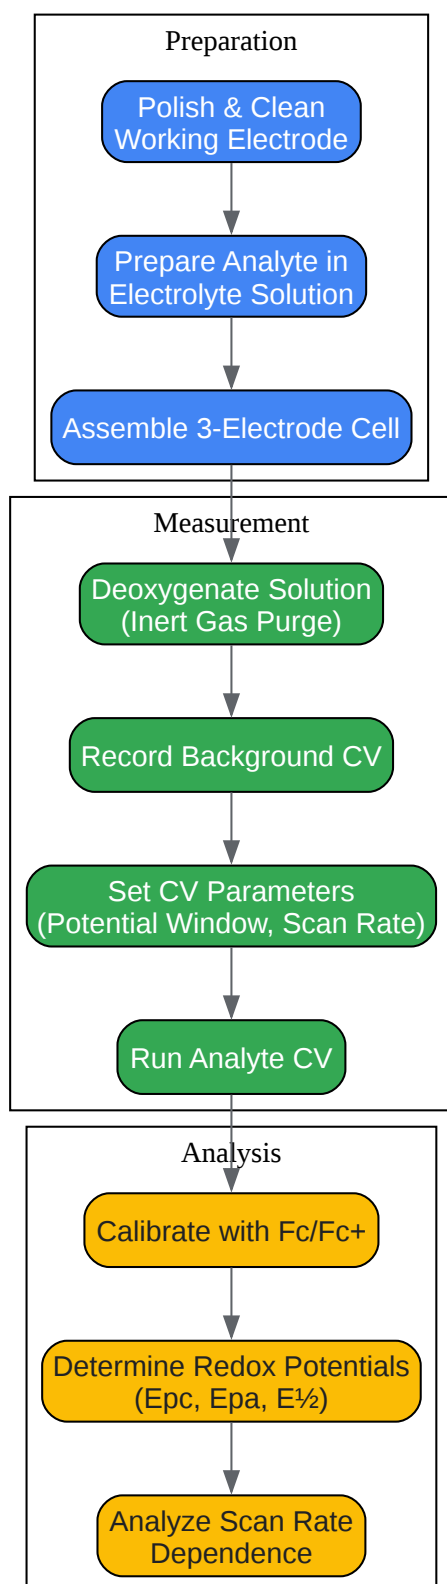 Preparation
Polish & Clean
Working Electrode
Prepare Analyte in
Electrolyte Solution
Assemble 3-Electrode Cell
Measurement
Deoxygenate Solution
(Inert Gas Purge)
Record Background CV
Set CV Parameters
(Potential Window, Scan Rate)
Run Analyte CV
Analysis
Calibrate with Fc/Fc+
Determine Redox Potentials
(Epc, Epa, E½)
Analyze Scan Rate
Dependence